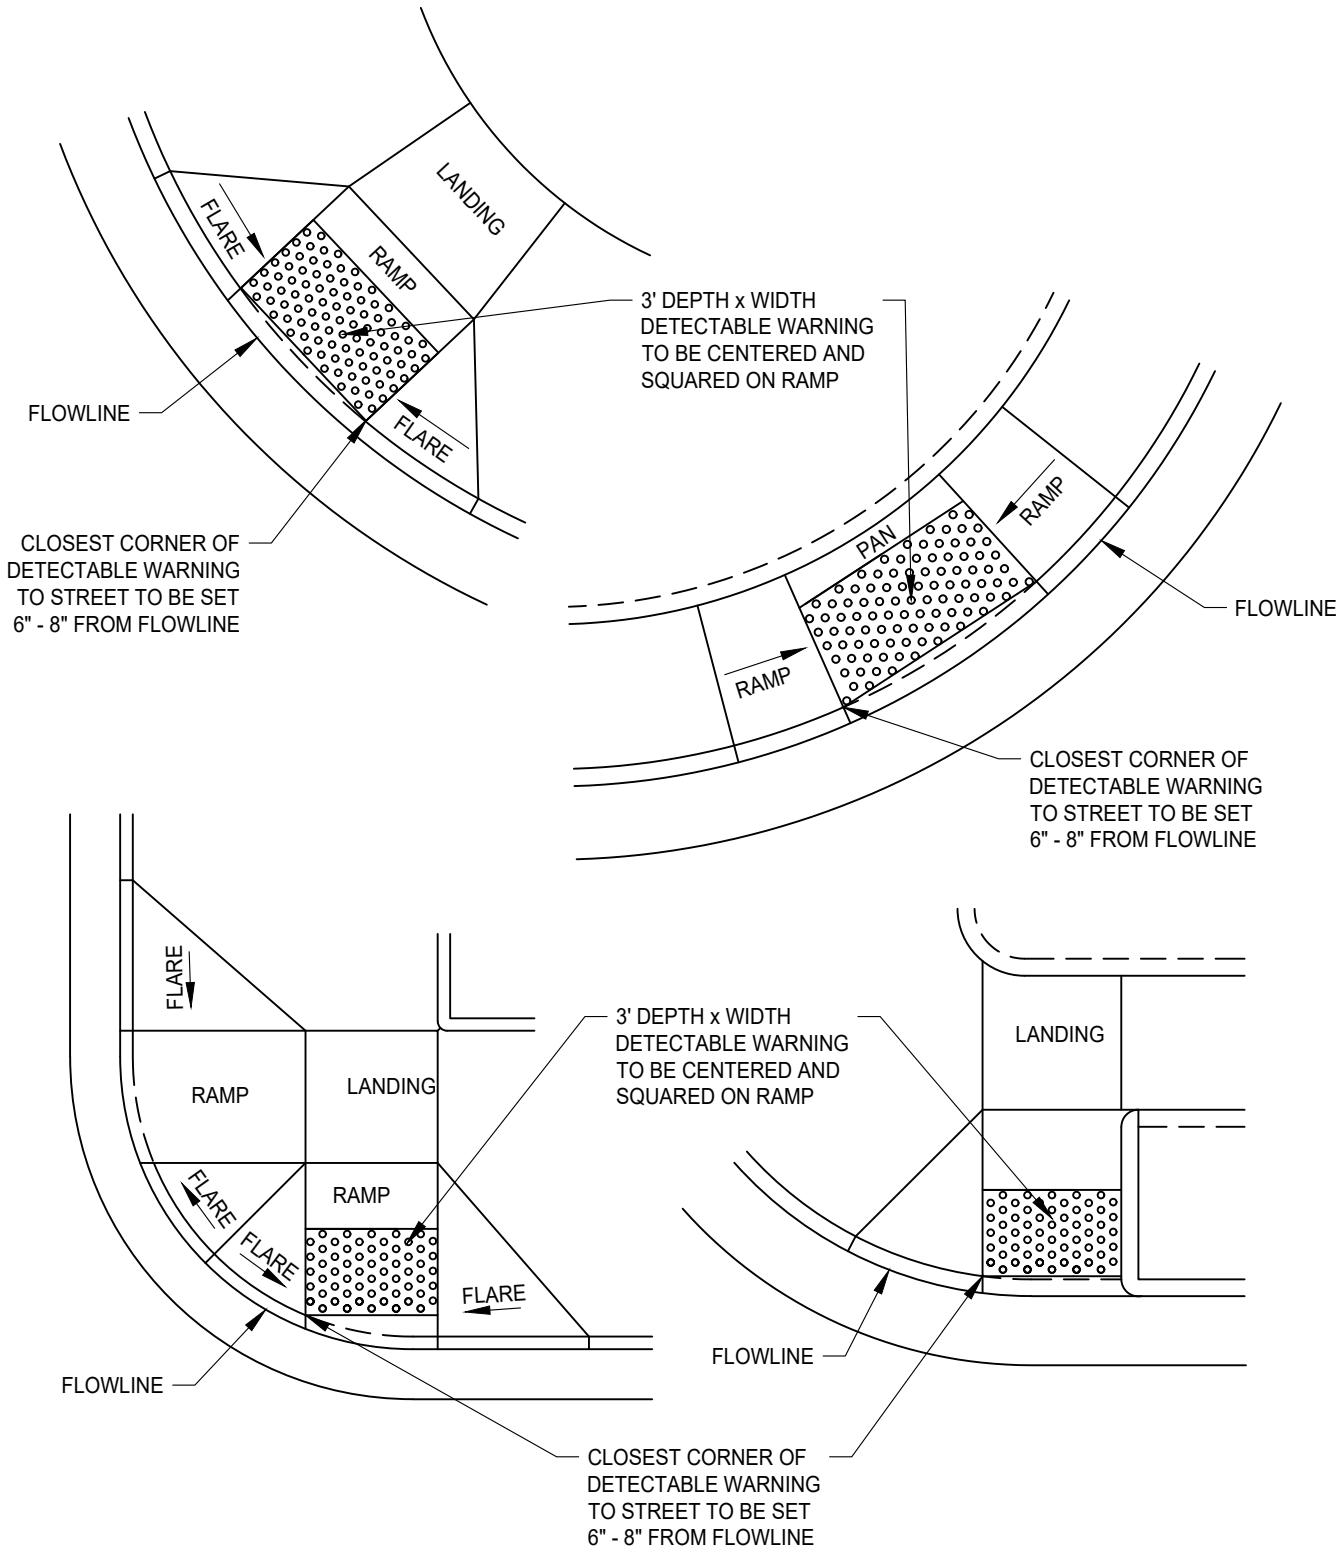 LANDING
FLARE
RAMP
3' DEPTH x WIDTH
DETECTABLE WARNING
TO BE CENTERED AND
SQUARED ON RAMP
FLOWLINE
FLARE
CLOSEST CORNER OF
DETECTABLE WARNING
TO STREET TO BE SET
6" - 8" FROM FLOWLINE
RAMP
PAN
FLOWLINE
RAMP
CLOSEST CORNER OF
DETECTABLE WARNING
TO STREET TO BE SET
6" - 8" FROM FLOWLINE
FLARE
RAMP
LANDING
3' DEPTH x WIDTH
DETECTABLE WARNING
TO BE CENTERED AND
SQUARED ON RAMP
LANDING
FLARE
RAMP
FLARE
FLARE
FLOWLINE
FLOWLINE
CLOSEST CORNER OF
DETECTABLE WARNING
TO STREET TO BE SET
6" - 8" FROM FLOWLINE